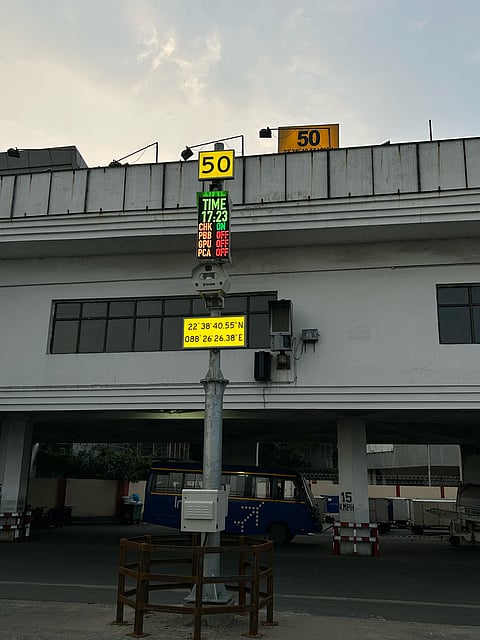 50
50
TIME
17:23
CHK ON
PBB OFF
GPU OFF
PCA OFF
22°38'40.55"N
088°26'26.38"E
15
KMPH